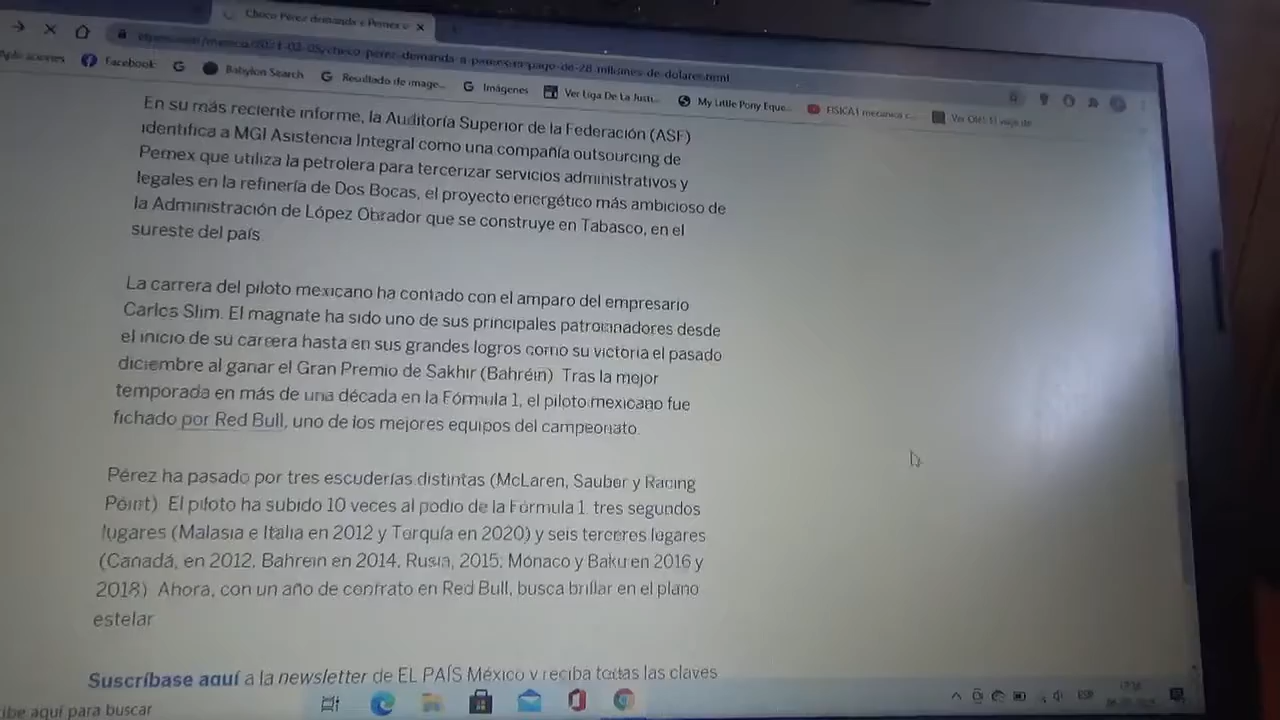 Checo Pérez demanda a Pemex
Aplicaciones Facebook Babylon Search Resultado de image... Imágenes Ver Liga De La Justi... My Little Pony Eque... FISICA I mecanica c...
En su más reciente informe, la Auditoría Superior de la Federación (ASF)
identifica a MGI Asistencia Integral como una compañía outsourcing de
Pemex que utiliza la petrolera para tercerizar servicios administrativos y
legales en la refinería de Dos Bocas, el proyecto energético más ambicioso de
la Administración de López Obrador que se construye en Tabasco, en el
sureste del país.
La carrera del piloto mexicano ha contado con el amparo del empresario
Carlos Slim. El magnate ha sido uno de sus principales patrocinadores desde
el inicio de su carrera hasta en sus grandes logros como su victoria el pasado
diciembre al ganar el Gran Premio de Sakhir (Bahréin). Tras la mejor
temporada en más de una década en la Fórmula 1, el piloto mexicano fue
fichado por Red Bull, uno de los mejores equipos del campeonato.
Pérez ha pasado por tres escuderías distintas (McLaren, Sauber y Racing
Point). El piloto ha subido 10 veces al podio de la Fórmula 1: tres segundos
lugares (Malasia e Italia en 2012 y Turquía en 2020) y seis terceros lugares
(Canadá, en 2012, Bahrein en 2014, Rusia, 2015; Mónaco y Baku en 2016 y
2018). Ahora, con un año de contrato en Red Bull, busca brillar en el plano
estelar
Suscríbase aquí a la newsletter de EL PAÍS México y reciba todas las claves
ibe aquí para buscar ESP